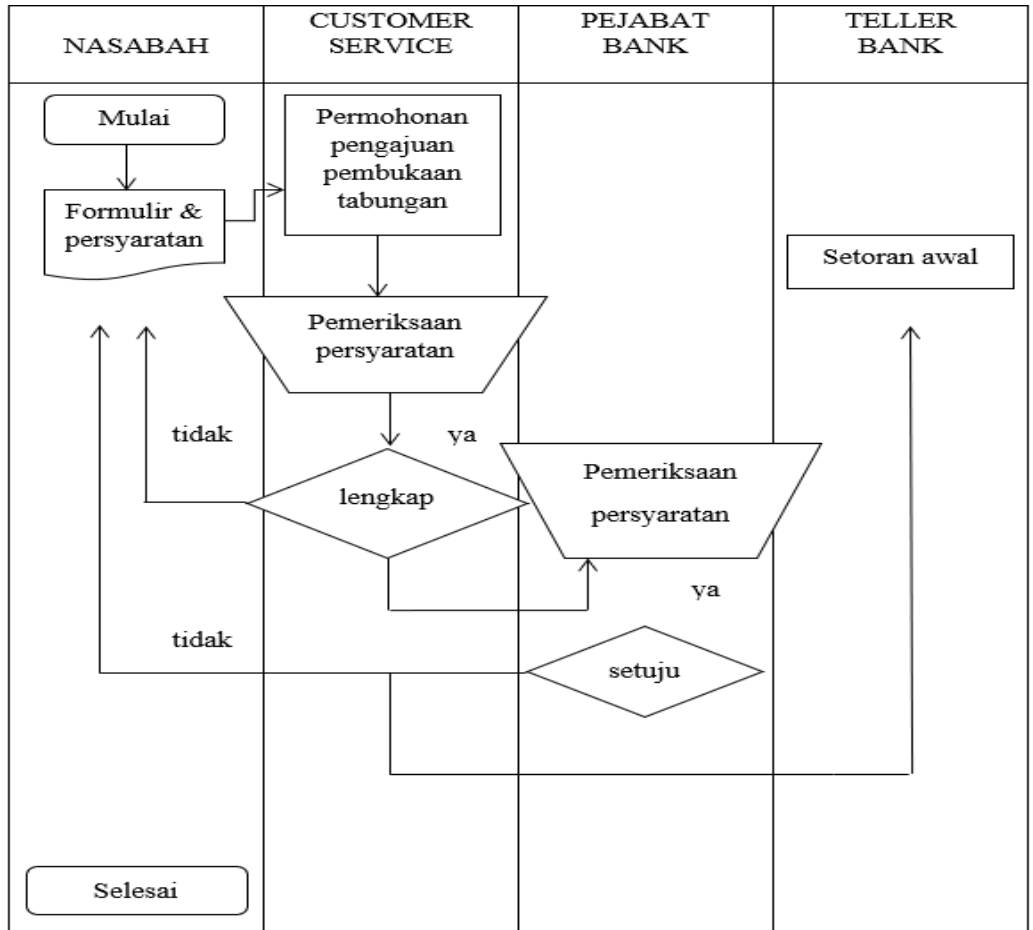 NASABAH
CUSTOMER
SERVICE
PEJABAT
BANK
TELLER
BANK
Mulai
Formulir &
persyaratan
Permohonan
pengajuan
pembukaan
tabungan
Setoran awal
Pemeriksaan
persyaratan
tidak
ya
lengkap
Pemeriksaan
persyaratan
ya
tidak
setuju
Selesai